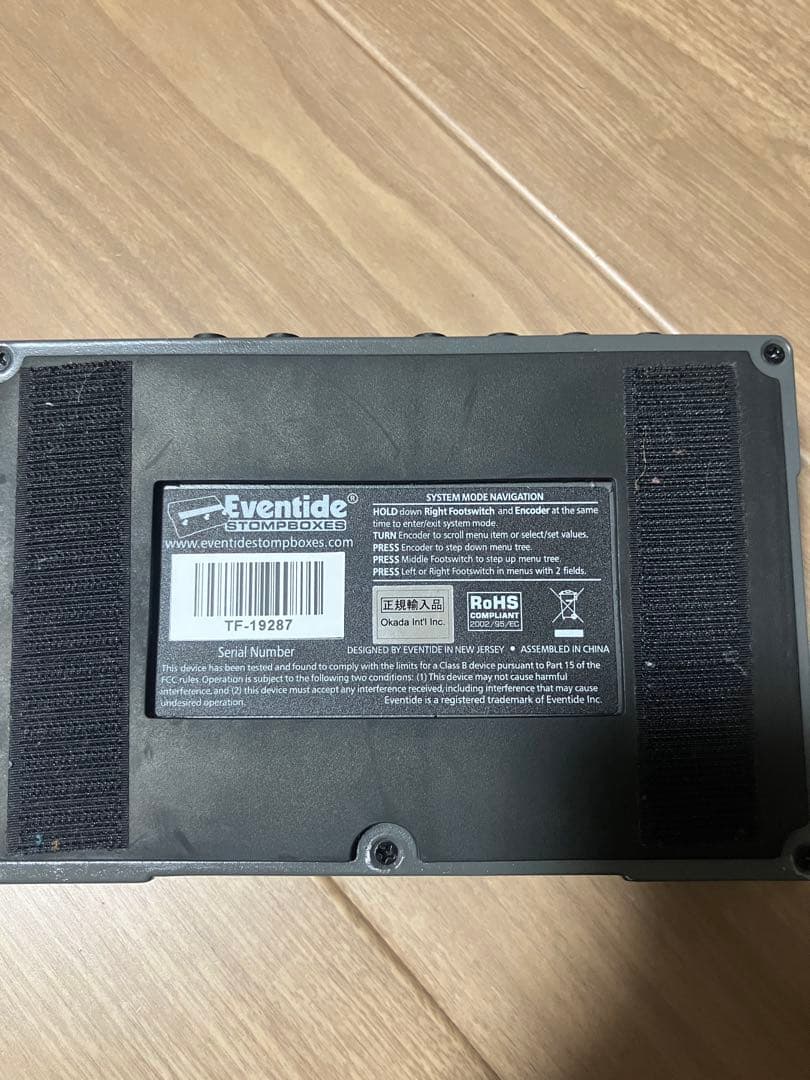 Eventide®
STOMPBOXES
www.eventidestompboxes.com
TF-19287
Serial Number
SYSTEM MODE NAVIGATION
HOLD down Right Footswitch and Encoder at the same
time to enter/exit system mode.
TURN Encoder to scroll menu item or select/set values.
PRESS Encoder to step down menu tree.
PRESS Middle Footswitch to step up menu tree.
PRESS Left or Right Footswitch in menus with 2 fields.
正規輸入品
Okada Int'l Inc.
RoHS
COMPLIANT
2002/95/EC
DESIGNED BY EVENTIDE IN NEW JERSEY • ASSEMBLED IN CHINA
This device has been tested and found to comply with the limits for a Class B device pursuant to Part 15 of the
FCC rules. Operation is subject to the following two conditions: (1) This device may not cause harmful
interference, and (2) this device must accept any interference received, including interference that may cause
undesired operation.
Eventide is a registered trademark of Eventide Inc.